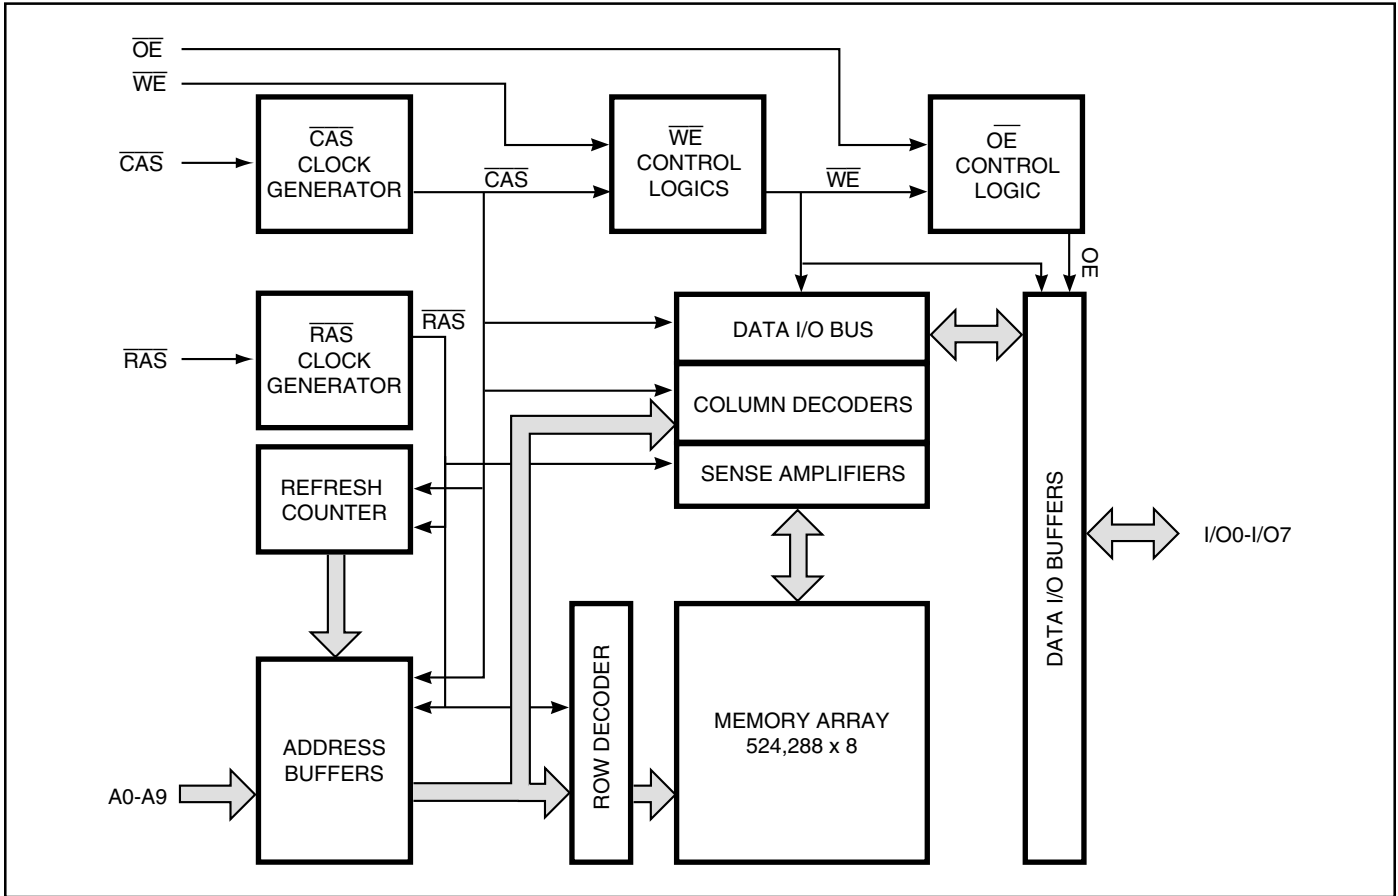 OE
WE
CAS
CAS
CLOCK
GENERATOR
CAS
WE
CONTROL
LOGICS
WE
OE
CONTROL
LOGIC
OE
RAS
RAS
CLOCK
GENERATOR
RAS
DATA I/O BUS
COLUMN DECODERS
SENSE AMPLIFIERS
REFRESH
COUNTER
DATA I/O BUFFERS
I/O0-I/O7
A0-A9
ADDRESS
BUFFERS
ROW DECODER
MEMORY ARRAY
524,288 x 8